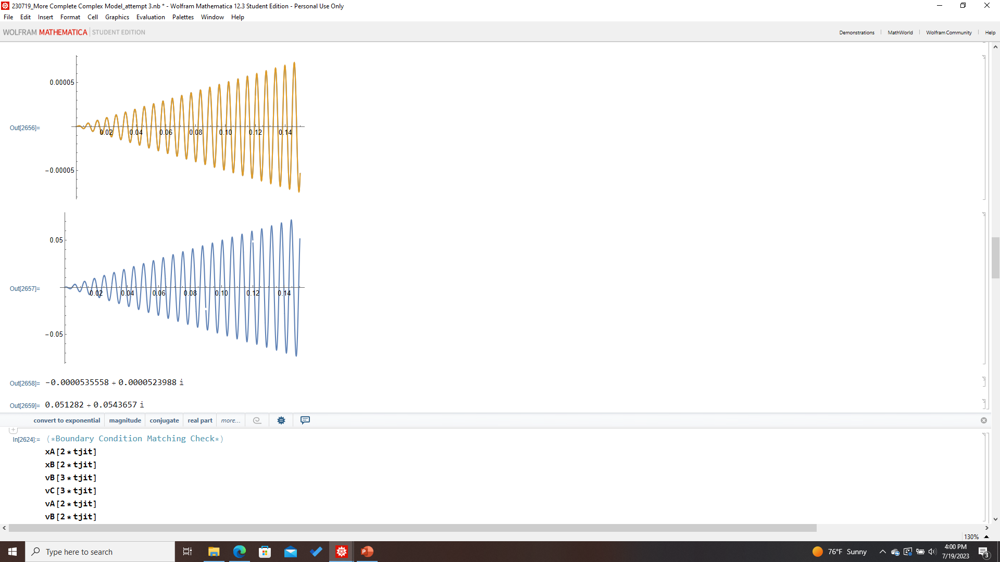 230719_More Complete Complex Model_attempt 3.nb * - Wolfram Mathematica 12.3 Student Edition - Personal Use Only
File Edit Insert Format Cell Graphics Evaluation Palettes Window Help
WOLFRAM MATHEMATICA STUDENT EDITION
Demonstrations MathWorld Wolfram Community Help
0.00005
Out[2656]=
0.02 0.04 0.06 0.08 0.10 0.12 0.14
-0.00005
0.05
Out[2657]=
0.02 0.04 0.06 0.08 0.10 0.12 0.14
-0.05
Out[2658]= -0.0000535558 + 0.0000523988 i
Out[2659]= 0.051282 + 0.0543657 i
convert to exponential magnitude conjugate real part more...
In[2624]:= (*Boundary Condition Matching Check*)
xA[2*tjit]
xB[2*tjit]
vB[3*tjit]
vC[3*tjit]
vA[2*tjit]
vB[2*tjit]
130%
Type here to search
76°F Sunny
4:00 PM
7/19/2023
3